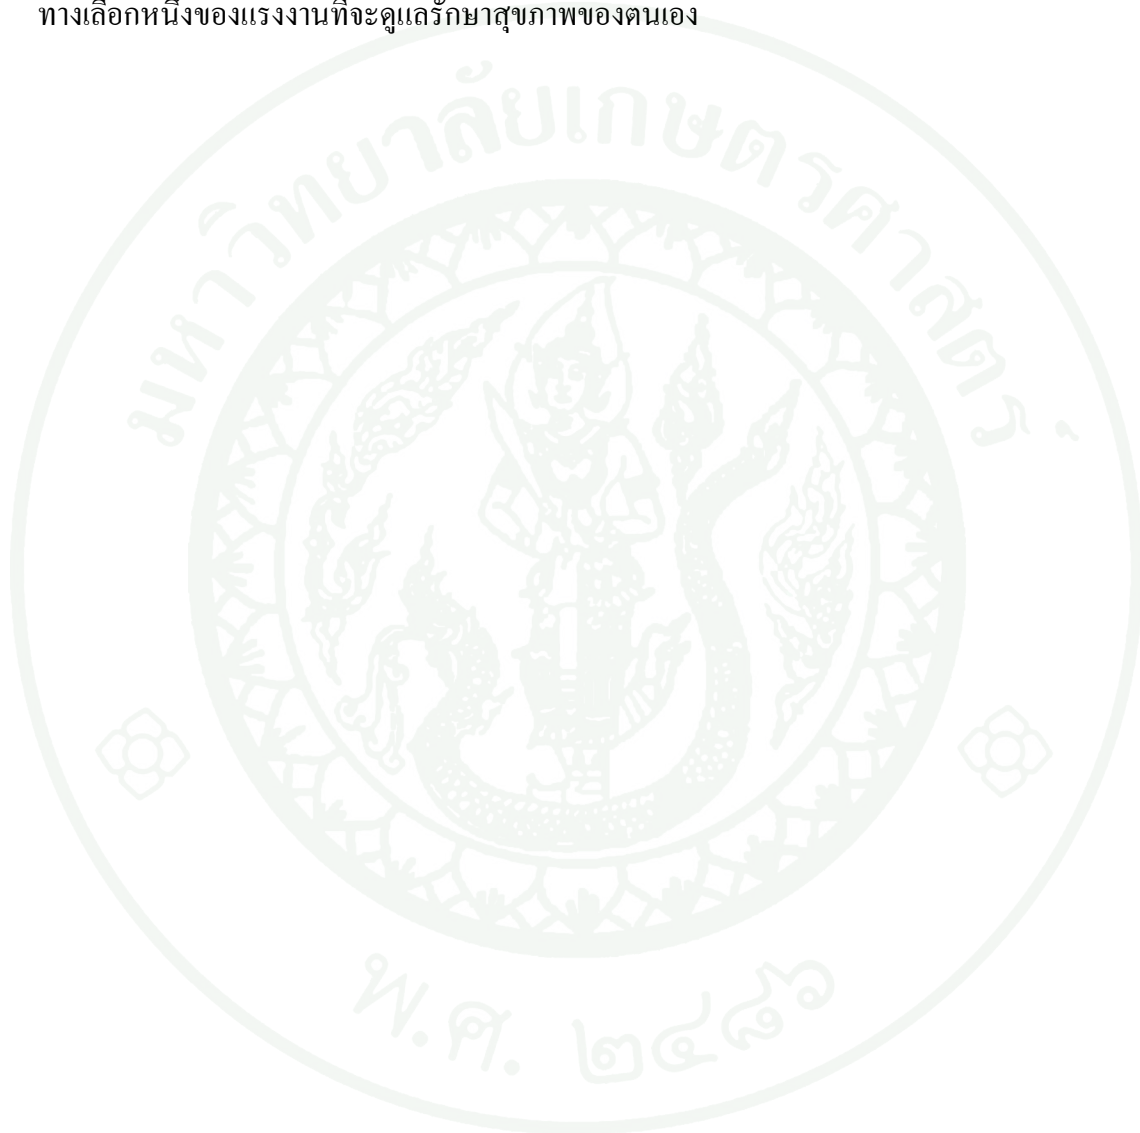 ทางเลือกหนึ่งของแรงงานที่จะดูแลรักษาสุขภาพของตนเอง
มหาวิทยาลัยเกษตรศาสตร์
พ.ศ. ๒๔๘๖